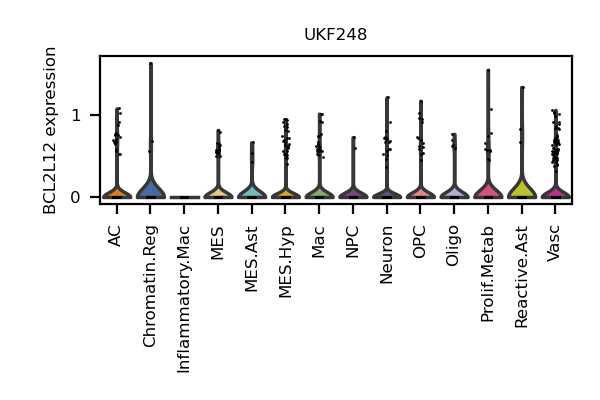 UKF248
BCL2L12 expression
1
0
AC
Chromatin.Reg
Inflammatory.Mac
MES
MES.Ast
MES.Hyp
Mac
NPC
Neuron
OPC
Oligo
Prolif.Metab
Reactive.Ast
Vasc